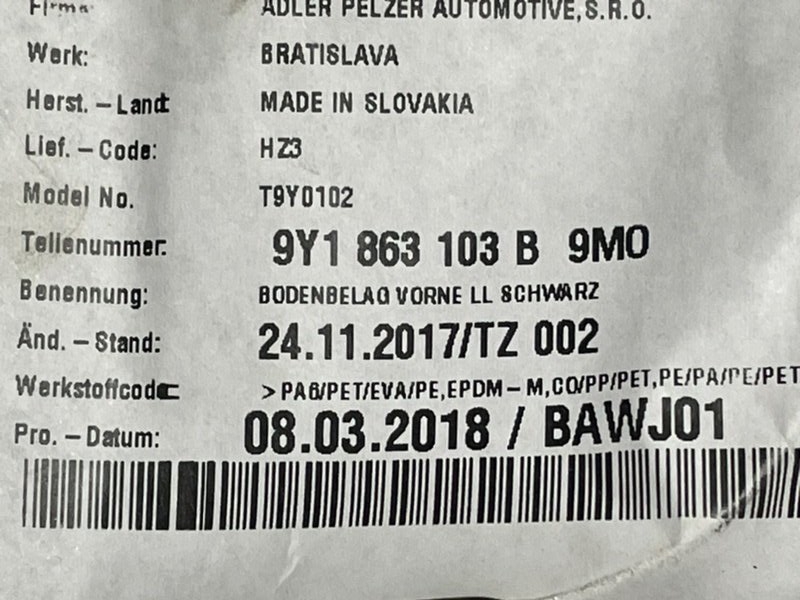 Firma: ADLER PELZER AUTOMOTIVE,S.R.O.
Werk: BRATISLAVA
Herst. – Land: MADE IN SLOVAKIA
Lief. – Code: HZ3
Model No. T9Y0102
Teilenummer: 9Y1 863 103 B 9M0
Benennung: BODENBELAG VORNE LL SCHWARZ
Änd. – Stand: 24.11.2017/TZ 002
Werkstoffcode: >PA6/PET/EVA/PE,EPDM–M,CO/PP/PET,PE/PA/PE/PET
Pro. – Datum: 08.03.2018 / BAWJ01